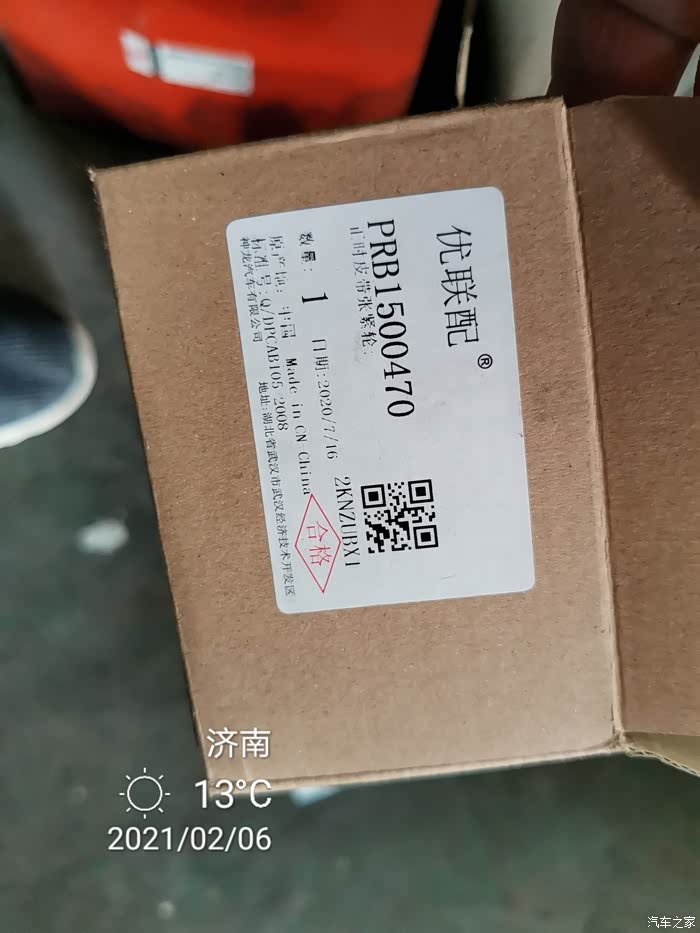 优联配®
PRB1500470
正时皮带张紧轮:
2KNZUBX1
数量: 1 日期:2020/7/16
原产地: 中国 Made in CN China
标准号:Q/DPCAB105-2008
神龙汽车有限公司 地址:湖北省武汉市武汉经济技术开发区
合格
济南
13°C
2021/02/06
汽车之家